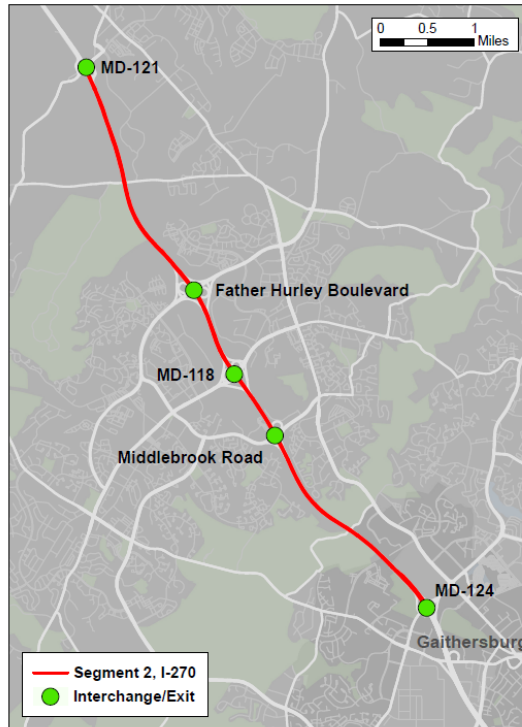 0 0.5 1
Miles
MD-121
Father Hurley Boulevard
MD-118
Middlebrook Road
MD-124
Gaithersburg
Segment 2, I-270
Interchange/Exit